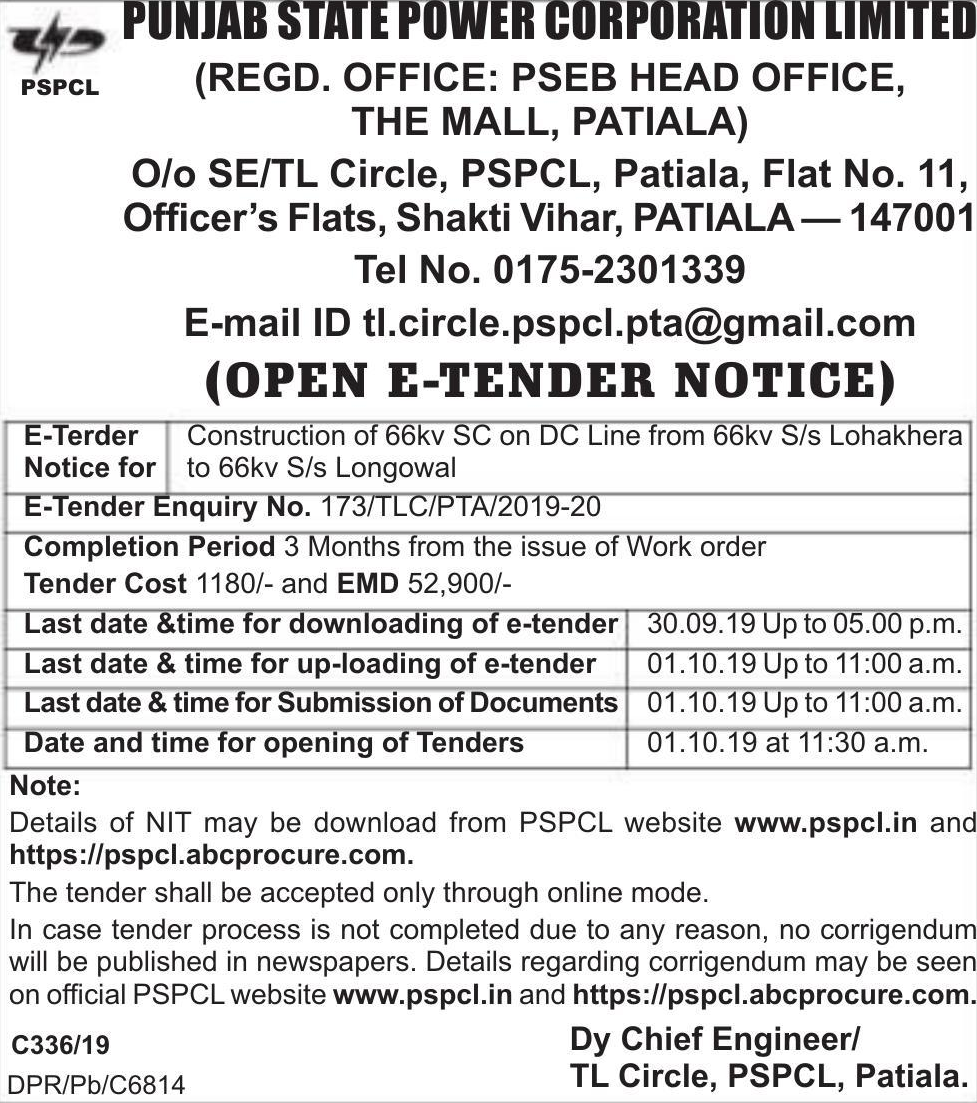 PUNJAB STATE POWER CORPORATION LIMITED
PSPCL
(REGD. OFFICE: PSEB HEAD OFFICE,
THE MALL, PATIALA)
O/o SE/TL Circle, PSPCL, Patiala, Flat No. 11,
Officer's Flats, Shakti Vihar, PATIALA — 147001
Tel No. 0175-2301339
E-mail ID tl.circle.pspcl.pta@gmail.com
(OPEN E-TENDER NOTICE)
E-Terder Construction of 66kv SC on DC Line from 66kv S/s Lohakhera
Notice for to 66kv S/s Longowal
E-Tender Enquiry No. 173/TLC/PTA/2019-20
Completion Period 3 Months from the issue of Work order
Tender Cost 1180/- and EMD 52,900/-
Last date &time for downloading of e-tender 30.09.19 Up to 05.00 p.m.
Last date & time for up-loading of e-tender 01.10.19 Up to 11:00 a.m.
Last date & time for Submission of Documents 01.10.19 Up to 11:00 a.m.
Date and time for opening of Tenders 01.10.19 at 11:30 a.m.
Note:
Details of NIT may be download from PSPCL website www.pspcl.in and
https://pspcl.abcprocure.com.
The tender shall be accepted only through online mode.
In case tender process is not completed due to any reason, no corrigendum
will be published in newspapers. Details regarding corrigendum may be seen
on official PSPCL website www.pspcl.in and https://pspcl.abcprocure.com.
C336/19
DPR/Pb/C6814
Dy Chief Engineer/
TL Circle, PSPCL, Patiala.